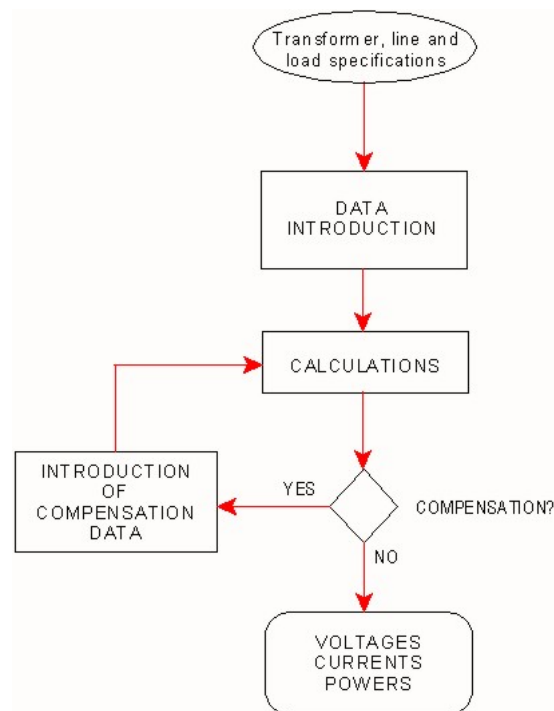 Transformer, line and
load specifications
DATA
INTRODUCTION
CALCULATIONS
INTRODUCTION
OF
COMPENSATION
DATA
YES
COMPENSATION?
NO
VOLTAGES
CURRENTS
POWERS